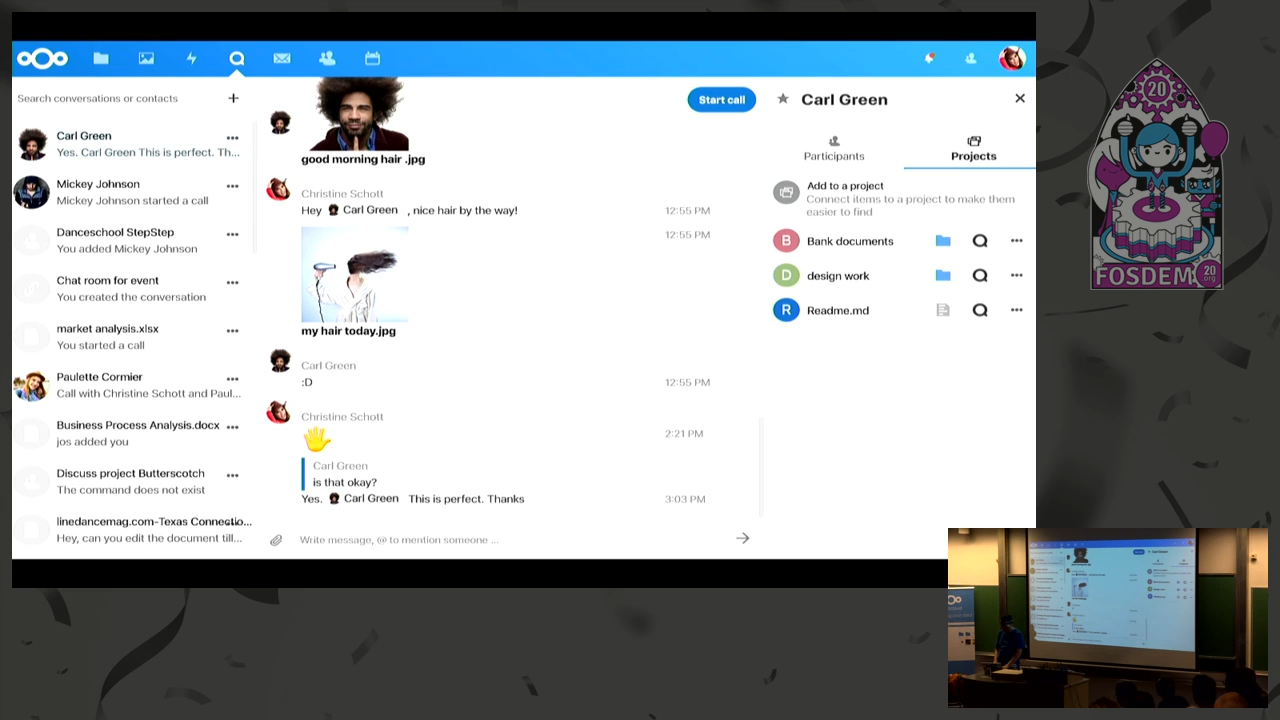 Search conversations or contacts
Carl Green
Yes. Carl Green This is perfect. Th...
Mickey Johnson
Mickey Johnson started a call
Danceschool StepStep
You added Mickey Johnson
Chat room for event
You created the conversation
market analysis.xlsx
You started a call
Paulette Cormier
Call with Christine Schott and Paul...
Business Process Analysis.docx
jos added you
Discuss project Butterscotch
The command does not exist
linedancemag.com-Texas Connectio...
Hey, can you edit the document till...
Start call
good morning hair .jpg
Christine Schott
Hey Carl Green , nice hair by the way!
12:55 PM
12:55 PM
my hair today.jpg
Carl Green
:D
12:55 PM
Christine Schott
2:21 PM
Carl Green
is that okay?
Yes. Carl Green This is perfect. Thanks
3:03 PM
Write message, @ to mention someone ...
Carl Green
Participants
Projects
Add to a project
Connect items to a project to make them
easier to find
B Bank documents
D design work
R Readme.md
20
FOSDEM
20
.org